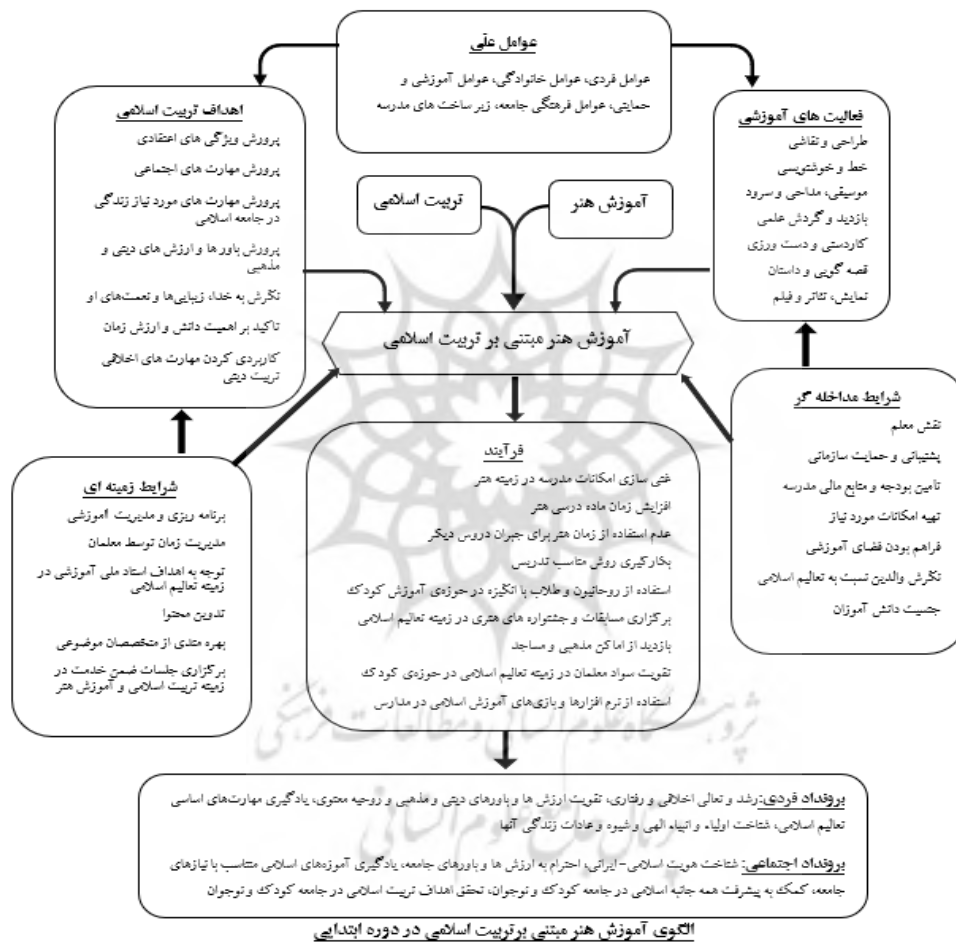 عوامل علّی
عوامل فردی، عوامل خانوادگی، عوامل آموزشی و
حمایتی، عوامل فرهنگی جامعه، زیر ساخت های مدرسه
فعالیت های آموزشی
طراحی و نقاشی
خط و خوشنویسی
موسیقی، مداحی و سرود
بازدید و گردش علمی
کاردستی و دست ورزی
قصه گویی و داستان
نمایش، تئاتر و فیلم
اهداف تربیت اسلامی
پرورش ویژگی های اعتقادی
پرورش مهارت های اجتماعی
پرورش مهارت های مورد نیاز زندگی
در جامعه اسلامی
پرورش باور ها و ارزش های دینی و
مذهبی
نگرش به خدا، زیبایی‌ها و نعمت‌های او
تاکید بر اهمیت دانش و ارزش زمان
کاربردی کردن مهارت های اخلاقی
تربیت دینی
آموزش هنر
تربیت اسلامی
آموزش هنر مبتنی بر تربیت اسلامی
شرایط مداخله گر
نقش معلم
پشتیبانی و حمایت سازمانی
تامین بودجه و منابع مالی مدرسه
تهیه امکانات مورد نیاز
فراهم بودن فضای آموزشی
نگرش والدین نسبت به تعالیم اسلامی
جنسیت دانش آموزان
فرآیند
غنی سازی امکانات مدرسه در زمینه هنر
افزایش زمان ماده درسی هنر
عدم استفاده از زمان هنر برای جبران دروس دیگر
بکارگیری روش مناسب تدریس
استفاده از روحانیون و طلاب با انگیزه در حوزه‌ی آموزش کودک
برگزاری مسابقات و جشنواره های هنری در زمینه تعالیم اسلامی
بازدید از اماکن مذهبی و مساجد
تقویت سواد معلمان در زمینه تعالیم اسلامی در حوزه‌ی کودک
استفاده از نرم افزارها و بازی‌های آموزش اسلامی در مدارس
شرایط زمینه ای
برنامه ریزی و مدیریت آموزشی
مدیریت زمان توسط معلمان
توجه به اهداف اسناد ملی آموزشی در
زمینه تعالیم اسلامی
تدوین محتوا
بهره مندی از متخصصان موضوعی
برگزاری جلسات ضمن خدمت در
زمینه تربیت اسلامی و آموزش هنر
پژوهشگاه علوم انسانی و مطالعات فرهنگی
پرتال جامع علوم انسانی
برونداد فردی: رشد و تعالی اخلاقی و رفتاری، تقویت ارزش ها و باورهای دینی و مذهبی و روحیه معنوی، یادگیری مهارت‌های اساسی
تعالیم اسلامی، شناخت اولیاء و انبیاء الهی و شیوه و عادات زندگی آنها
برونداد اجتماعی: شناخت هویت اسلامی- ایرانی، احترام به ارزش ها و باورهای جامعه، یادگیری آموزه‌های اسلامی متناسب با نیازهای
جامعه، کمک به پیشرفت همه جانبه اسلامی در جامعه کودک و نوجوان، تحقق اهداف تربیت اسلامی در جامعه کودک و نوجوان
الگوی آموزش هنر مبتنی برتربیت اسلامی در دوره ابتدایی